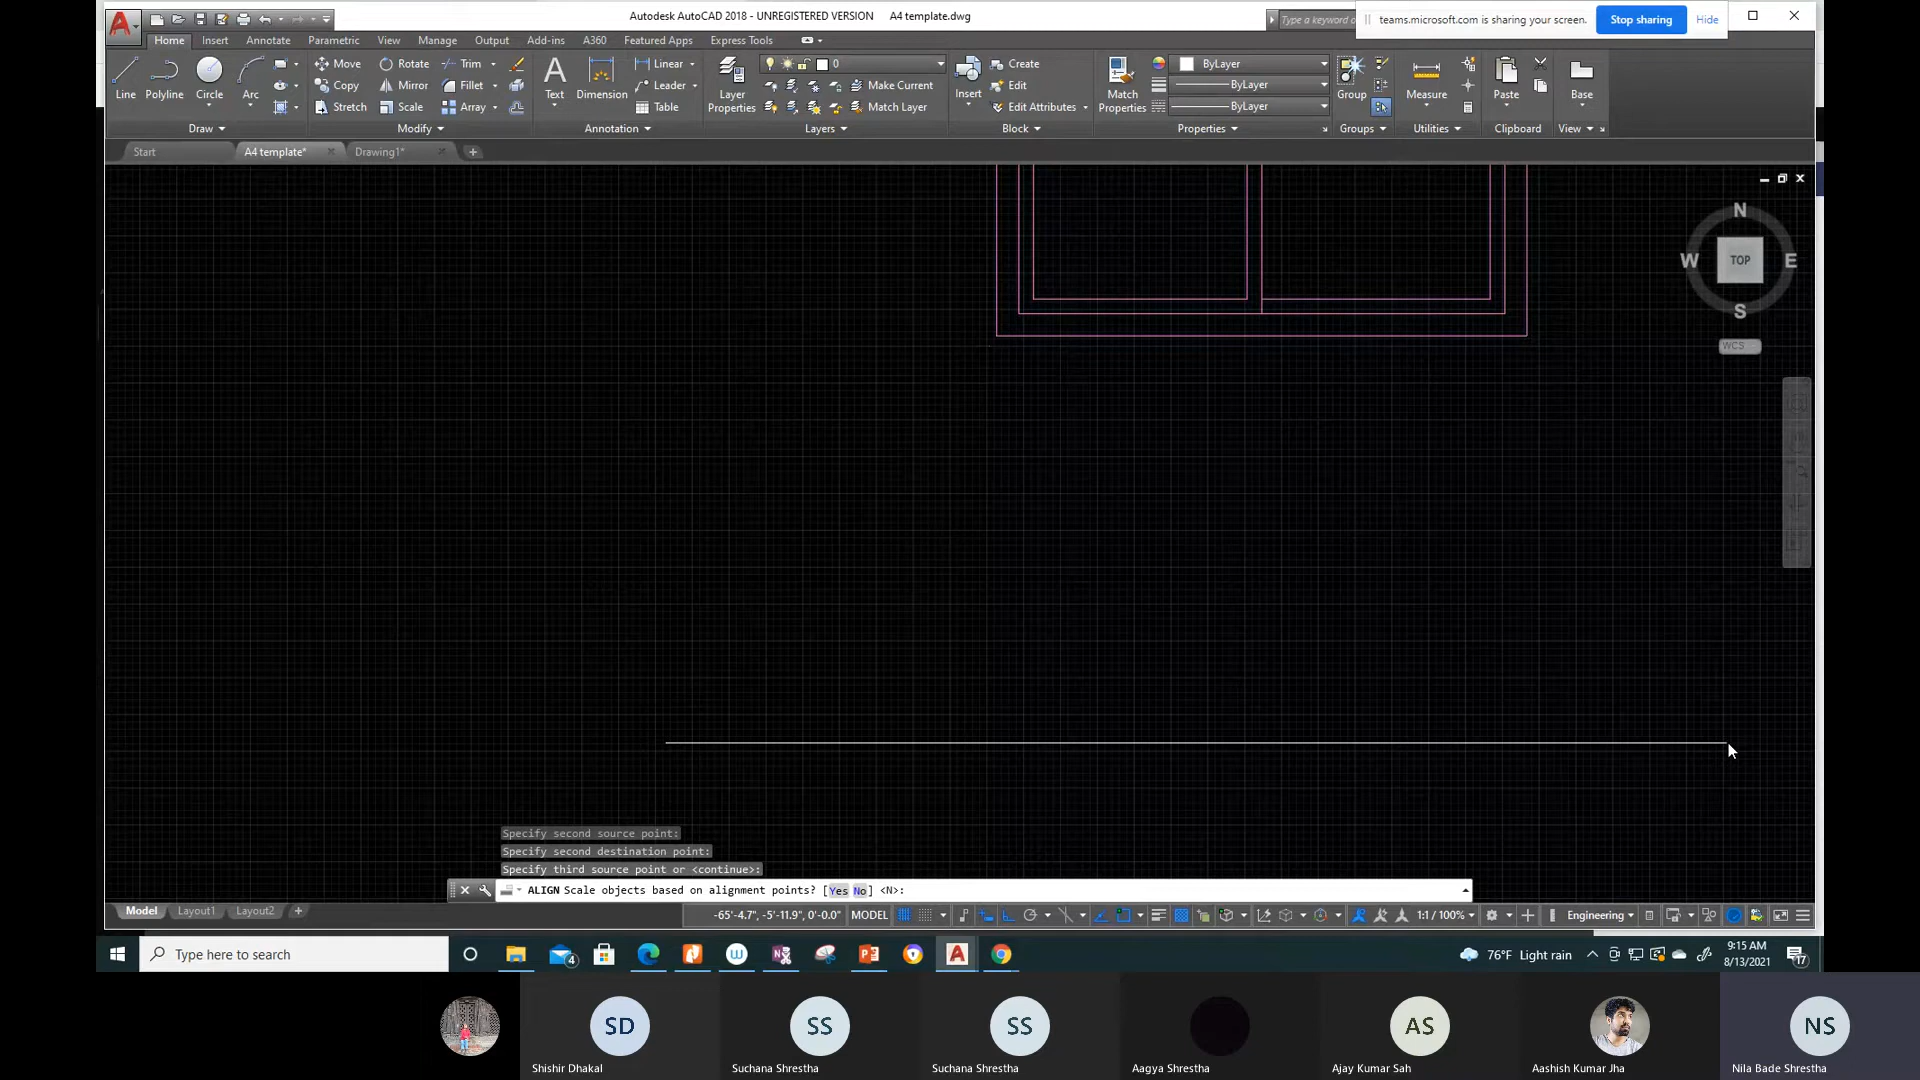 Autodesk AutoCAD 2018 - UNREGISTERED VERSION A4 template.dwg
Type a keyword o
teams.microsoft.com is sharing your screen.
Stop sharing
Hide
Home Insert Annotate Parametric View Manage Output Add-ins A360 Featured Apps Express Tools
Move Rotate Trim Linear 0 Create ByLayer
Copy Mirror Fillet Leader Make Current Edit ByLayer
Line Polyline Circle Arc Text Dimension Layer Properties Insert Match Properties Group Measure Paste Base
Stretch Scale Array Table Match Layer Edit Attributes ByLayer
Draw Modify Annotation Layers Block Properties Groups Utilities Clipboard View
Start A4 template* Drawing1*
N
W TOP E
S
WCS
Specify second source point:
Specify second destination point:
Specify third source point or <continue>:
ALIGN Scale objects based on alignment points? [Yes No] <N>:
Model Layout1 Layout2
-65'-4.7", -5'-11.9", 0'-0.0" MODEL 1:1 / 100% Engineering
Type here to search
4
76°F Light rain
9:15 AM
8/13/2021
17
SD SS SS AS NS
Shishir Dhakal Suchana Shrestha Suchana Shrestha Aagya Shrestha Ajay Kumar Sah Aashish Kumar Jha Nila Bade Shrestha